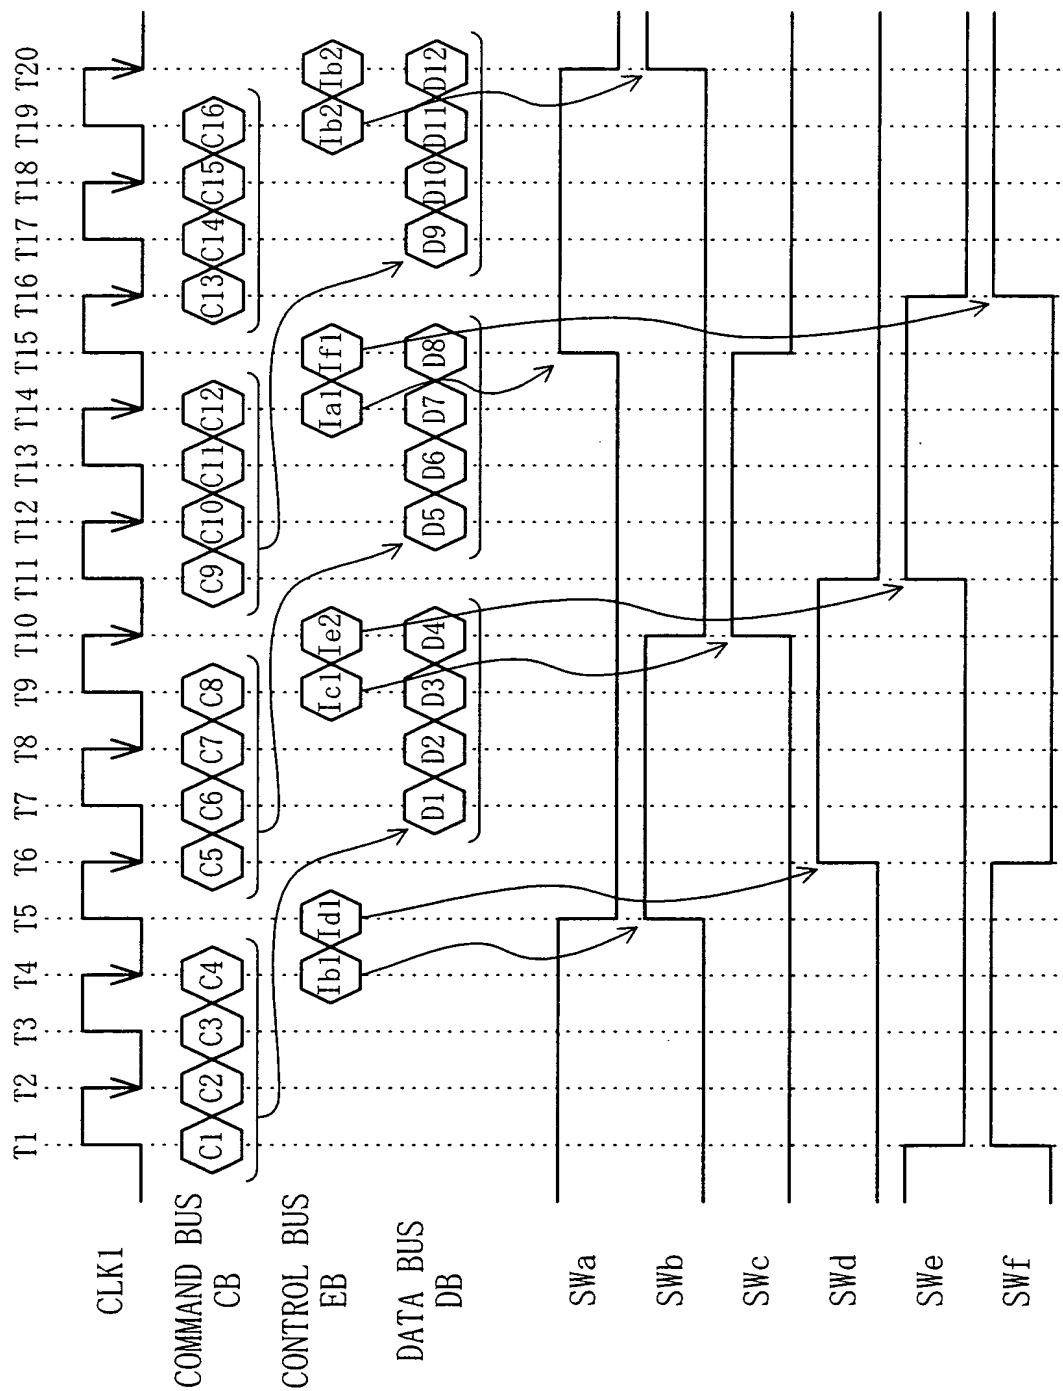 T1 T2 T3 T4 T5 T6 T7 T8 T9 T10 T11 T12 T13 T14 T15 T16 T17 T18 T19 T20
CLK1
COMMAND BUS
CB
C1 C2 C3 C4 C5 C6 C7 C8 C9 C10 C11 C12 C13 C14 C15 C16
CONTROL BUS
EB
Ib1 Id1 Ic1 Ie2 Ia1 If1 Ib2 Ib2
DATA BUS
DB
D1 D2 D3 D4 D5 D6 D7 D8 D9 D10 D11 D12
SWa
SWb
SWc
SWd
SWe
SWf